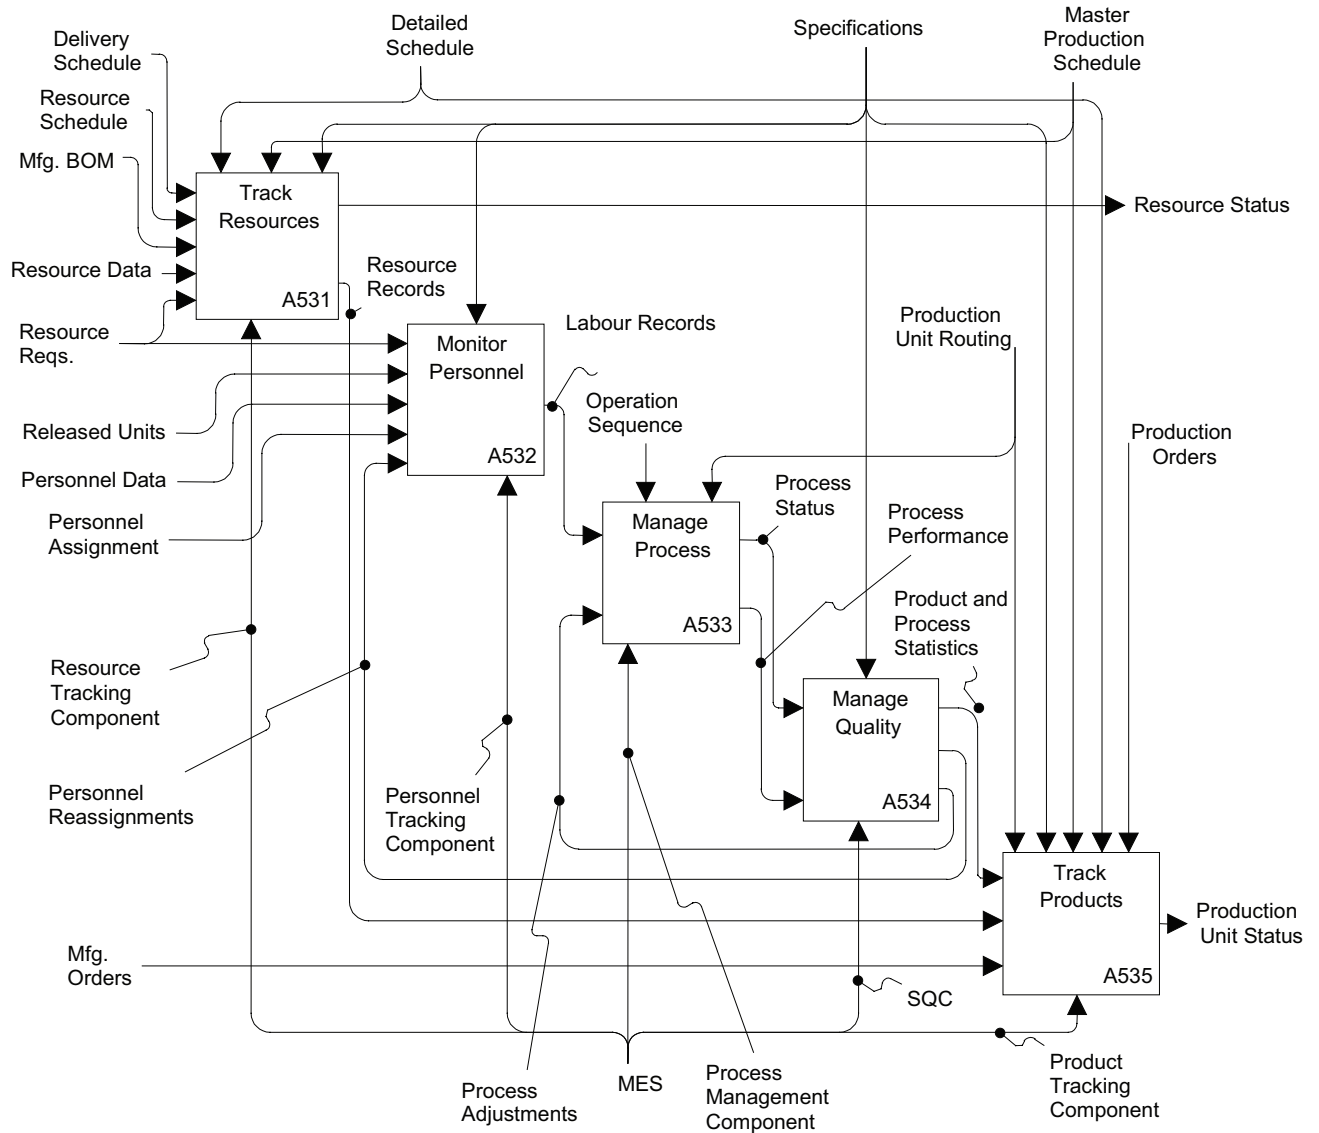 Detailed
Schedule
Specifications
Master
Production
Schedule
Delivery
Schedule
Resource
Schedule
Mfg. BOM
Resource Data
Resource
Reqs.
Released Units
Personnel Data
Personnel
Assignment
Track
Resources
A531
Resource Status
Resource
Records
Monitor
Personnel
A532
Labour Records
Production
Unit Routing
Operation
Sequence
Production
Orders
Manage
Process
A533
Process
Status
Process
Performance
Product and
Process
Statistics
Resource
Tracking
Component
Personnel
Reassignments
Personnel
Tracking
Component
Manage
Quality
A534
Track
Products
A535
Production
Unit Status
Mfg.
Orders
SQC
MES
Process
Adjustments
Process
Management
Component
Product
Tracking
Component